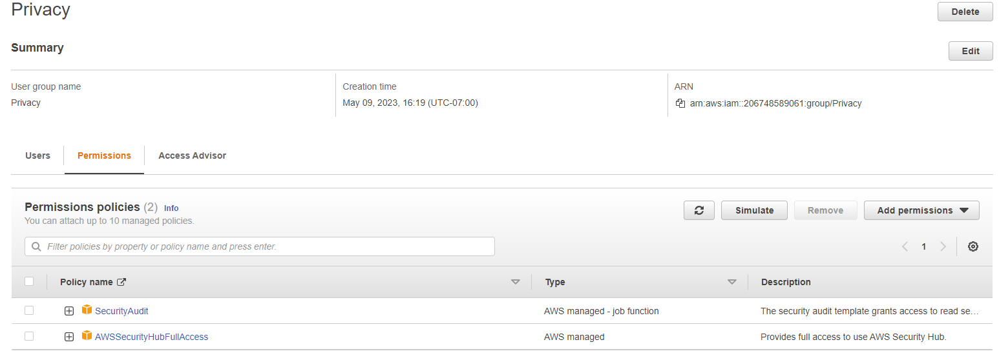 Privacy
Delete
Summary
Edit
User group name
Creation time
ARN
Privacy
May 09, 2023, 16:19 (UTC-07:00)
arn:aws:iam::206748589061:group/Privacy
Users
Permissions
Access Advisor
Permissions policies (2) Info
You can attach up to 10 managed policies.
Simulate
Remove
Add permissions
Filter policies by property or policy name and press enter.
1
Policy name
Type
Description
SecurityAudit
AWS managed - job function
The security audit template grants access to read se…
AWSSecurityHubFullAccess
AWS managed
Provides full access to use AWS Security Hub.